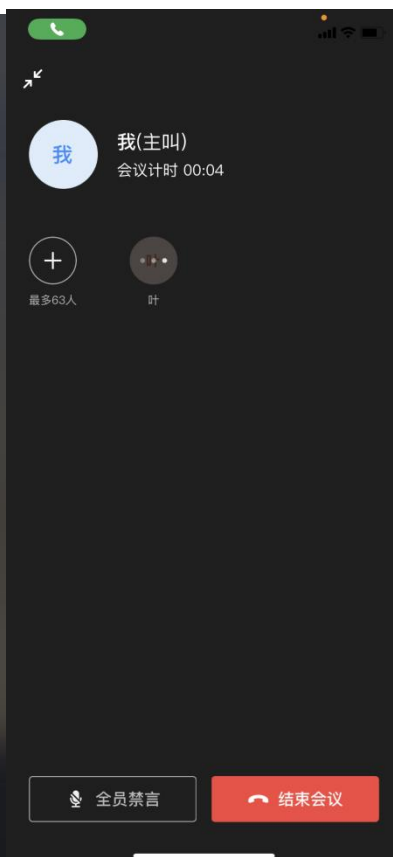 我
我(主叫)
会议计时 00:04
最多63人
叶
全员禁言
结束会议